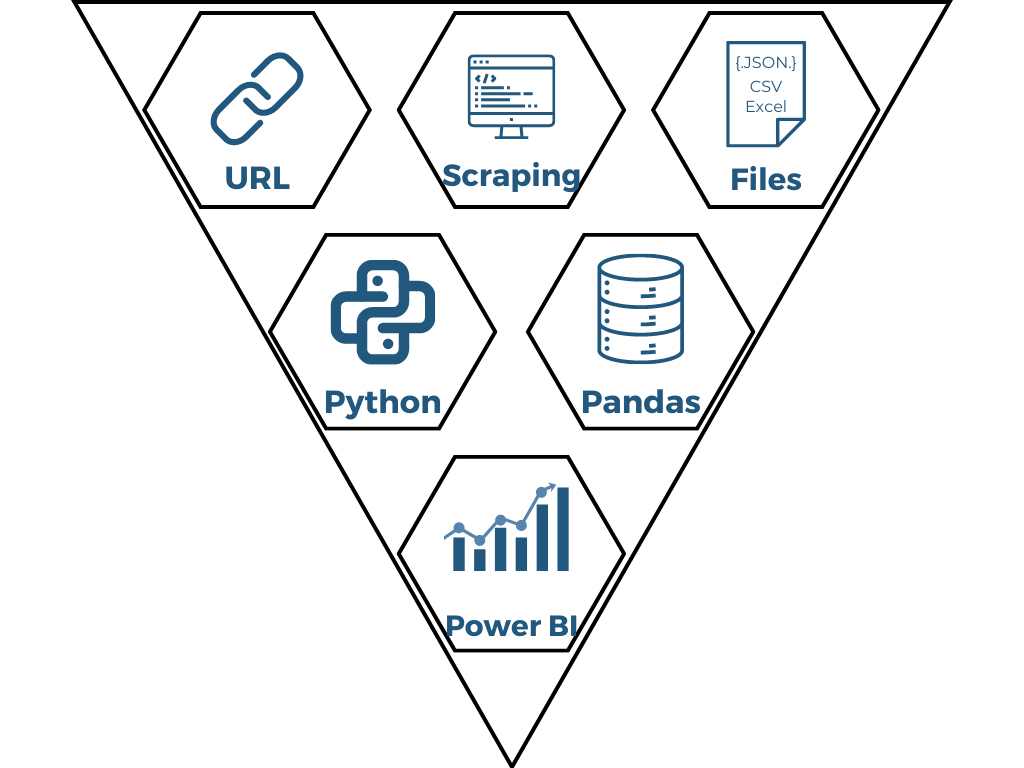 {.JSON.}
CSV
Excel
</>
URL
Scraping
Files
Python
Pandas
Power BI